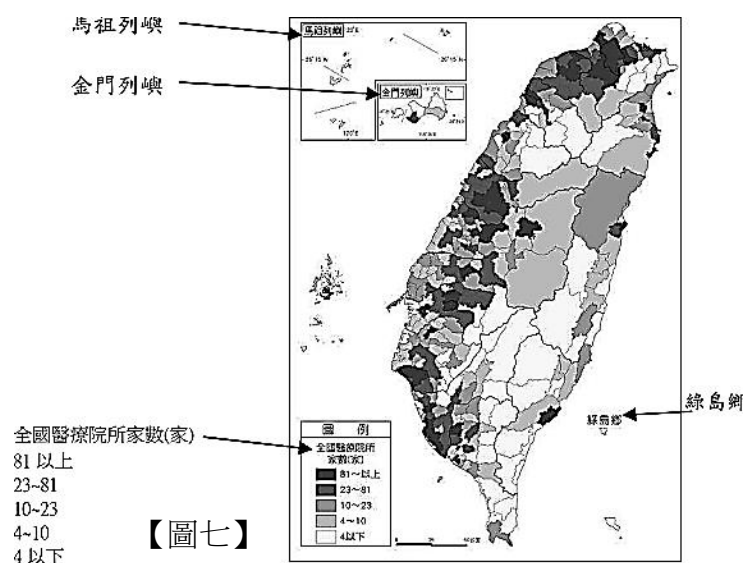 馬祖列嶼
金門列嶼
馬祖列嶼
金門列嶼
綠島鄉
綠島鄉
全國醫療院所家數(家)
81 以上
23~81
10~23
4~10
4 以下
【圖七】
圖 例
全國醫療院所
家數(家)
81~以上
23~81
10~23
4~10
4以下